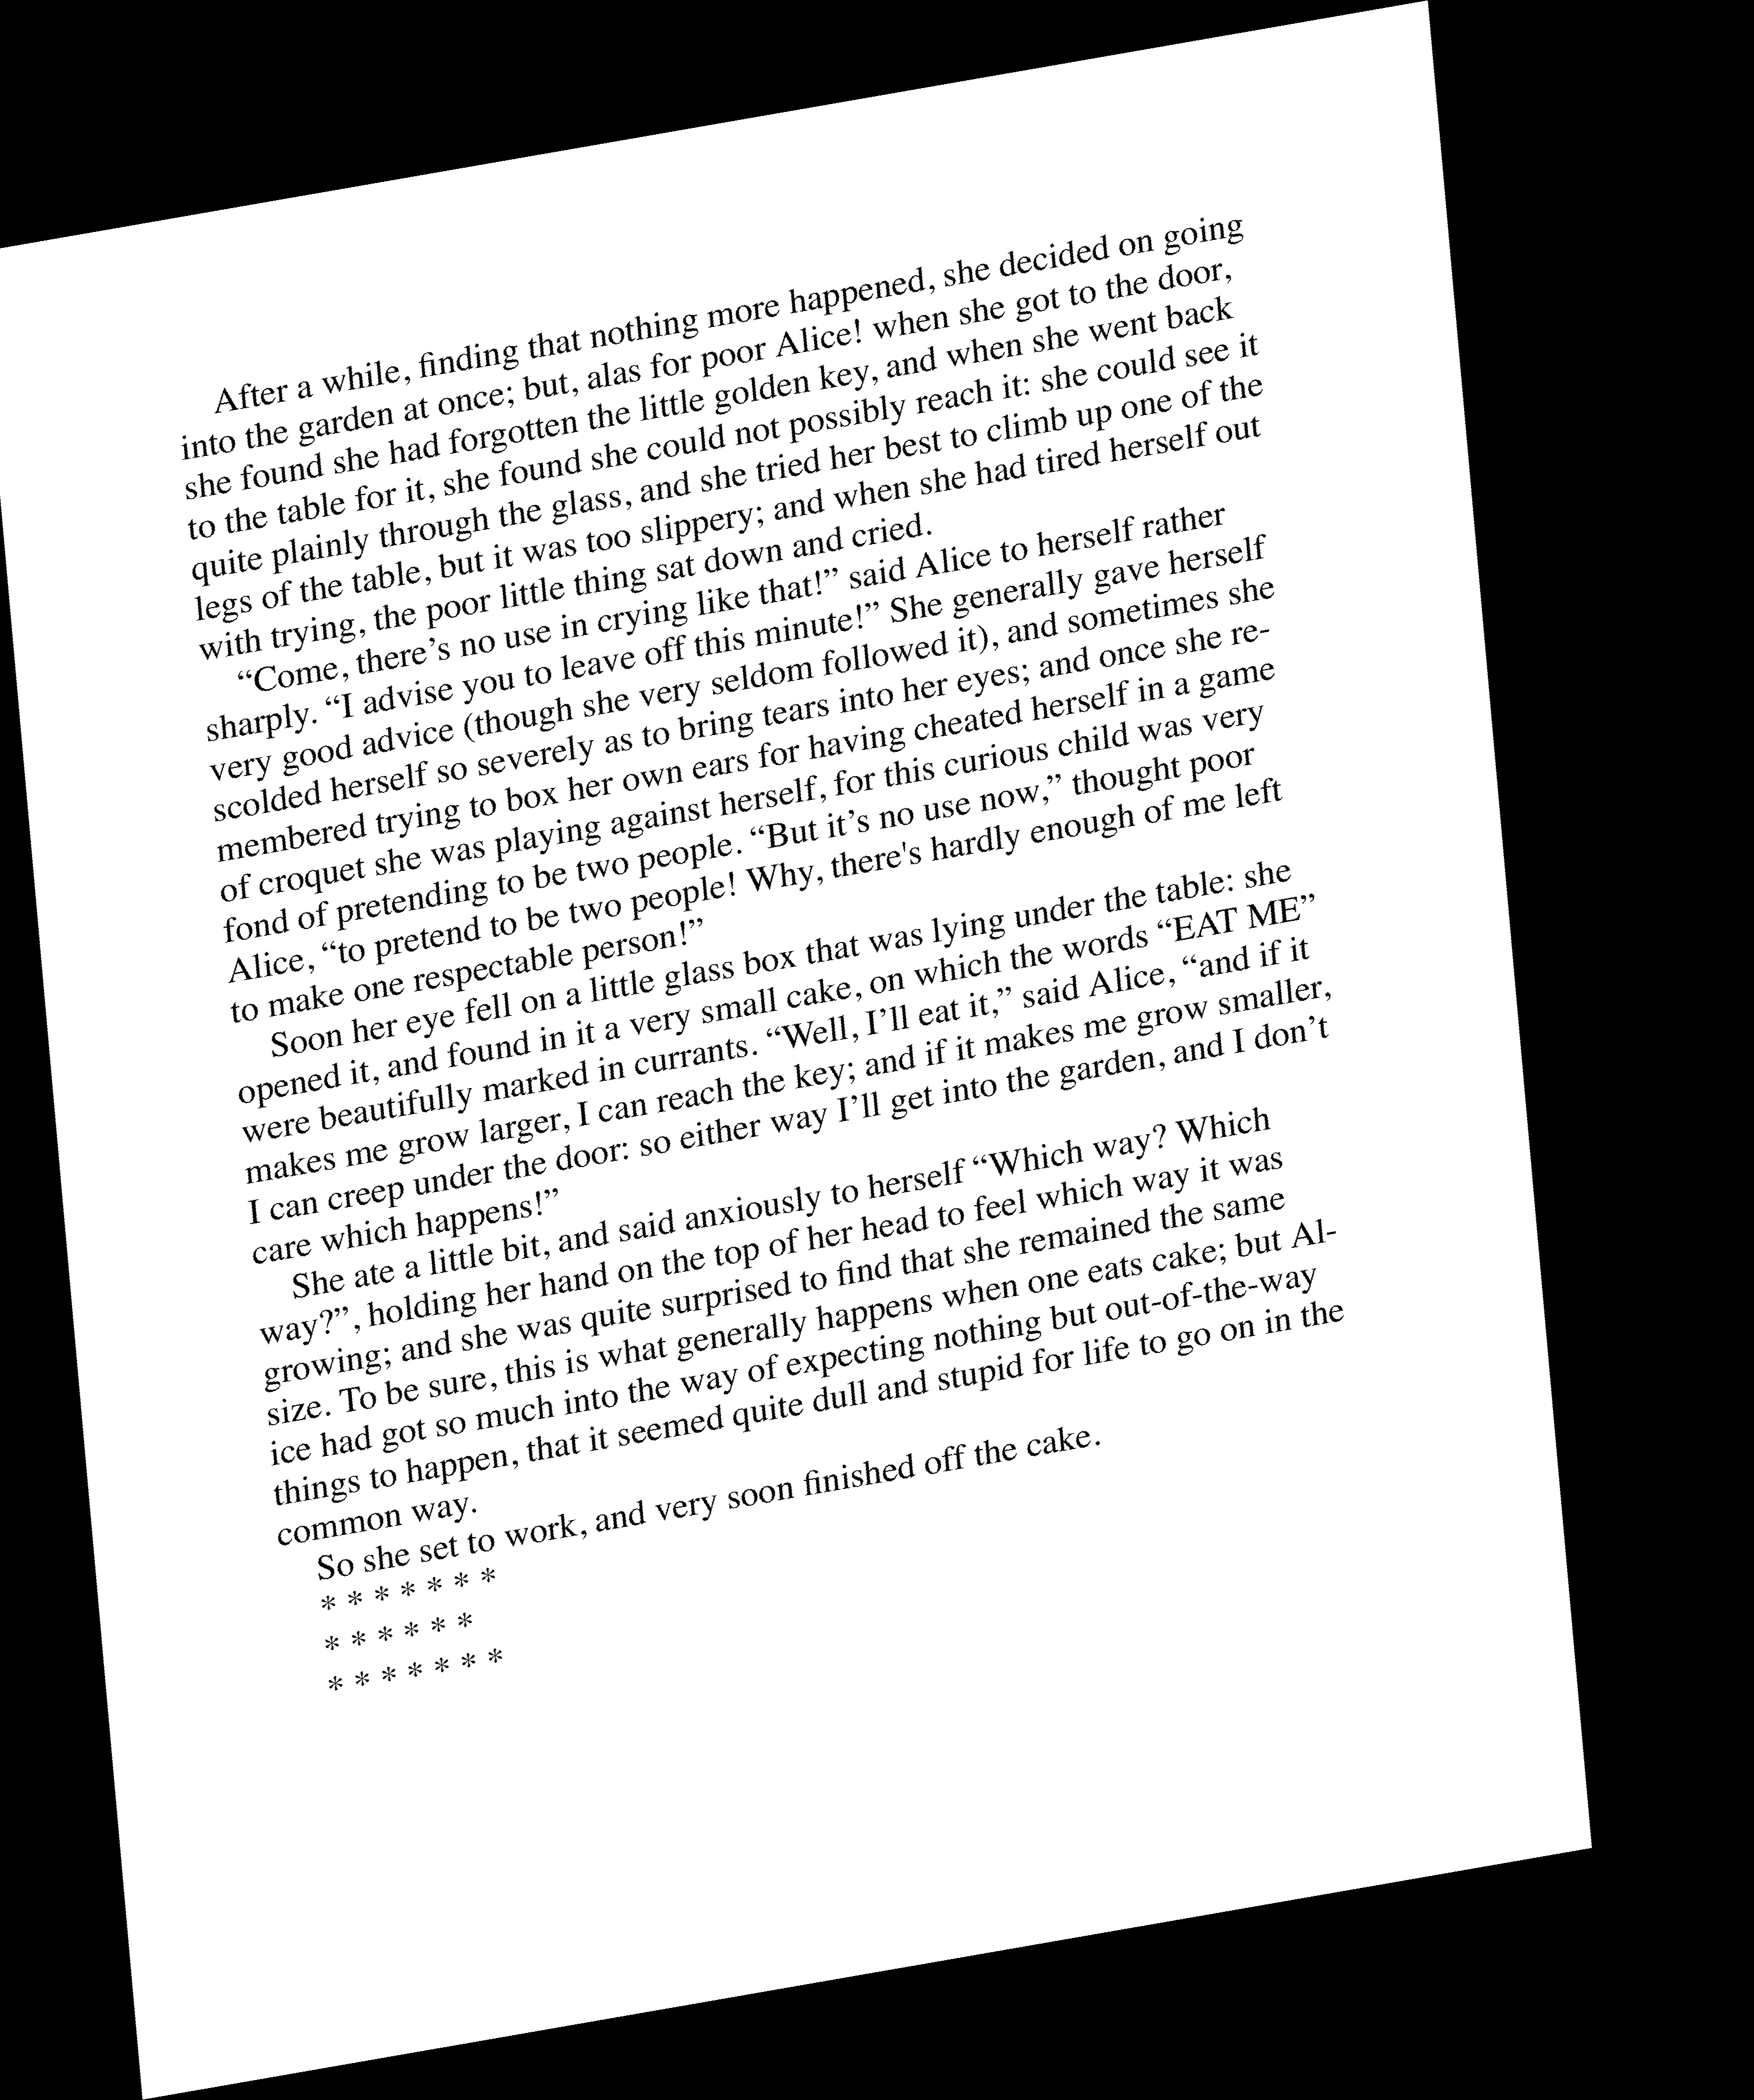 After a while, finding that nothing more happened, she decided on going
into the garden at once; but, alas for poor Alice! when she got to the door,
she found she had forgotten the little golden key, and when she went back
to the table for it, she found she could not possibly reach it: she could see it
quite plainly through the glass, and she tried her best to climb up one of the
legs of the table, but it was too slippery; and when she had tired herself out
with trying, the poor little thing sat down and cried.
“Come, there’s no use in crying like that!” said Alice to herself rather
sharply. “I advise you to leave off this minute!” She generally gave herself
very good advice (though she very seldom followed it), and sometimes she
scolded herself so severely as to bring tears into her eyes; and once she re-
membered trying to box her own ears for having cheated herself in a game
of croquet she was playing against herself, for this curious child was very
fond of pretending to be two people. “But it’s no use now,” thought poor
Alice, “to pretend to be two people! Why, there's hardly enough of me left
to make one respectable person!”
Soon her eye fell on a little glass box that was lying under the table: she
opened it, and found in it a very small cake, on which the words “EAT ME”
were beautifully marked in currants. “Well, I’ll eat it,” said Alice, “and if it
makes me grow larger, I can reach the key; and if it makes me grow smaller,
I can creep under the door: so either way I’ll get into the garden, and I don’t
care which happens!”
She ate a little bit, and said anxiously to herself “Which way? Which
way?”, holding her hand on the top of her head to feel which way it was
growing; and she was quite surprised to find that she remained the same
size. To be sure, this is what generally happens when one eats cake; but Al-
ice had got so much into the way of expecting nothing but out-of-the-way
things to happen, that it seemed quite dull and stupid for life to go on in the
common way.
So she set to work, and very soon finished off the cake.
* * * * * * *
* * * * * *
* * * * * * *